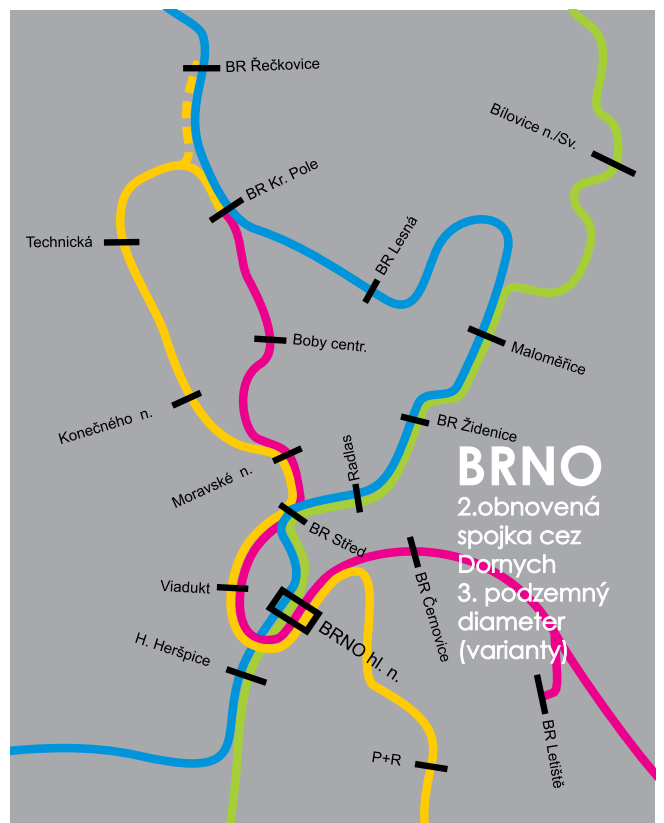 BR Řečkovice
Bílovice n./Sv.
BR Kr. Pole
Technická
BR Lesná
Boby centr.
Maloměřice
Konečného n.
BR Židenice
Radlas
Moravské n.
BRNO
2.obnovená
spojka cez
Dornych
3. podzemný
diameter
(varianty)
BR Střed
Viadukt
BR Černovice
BRNO hl. n.
H. Heršpice
BR Letiště
P+R